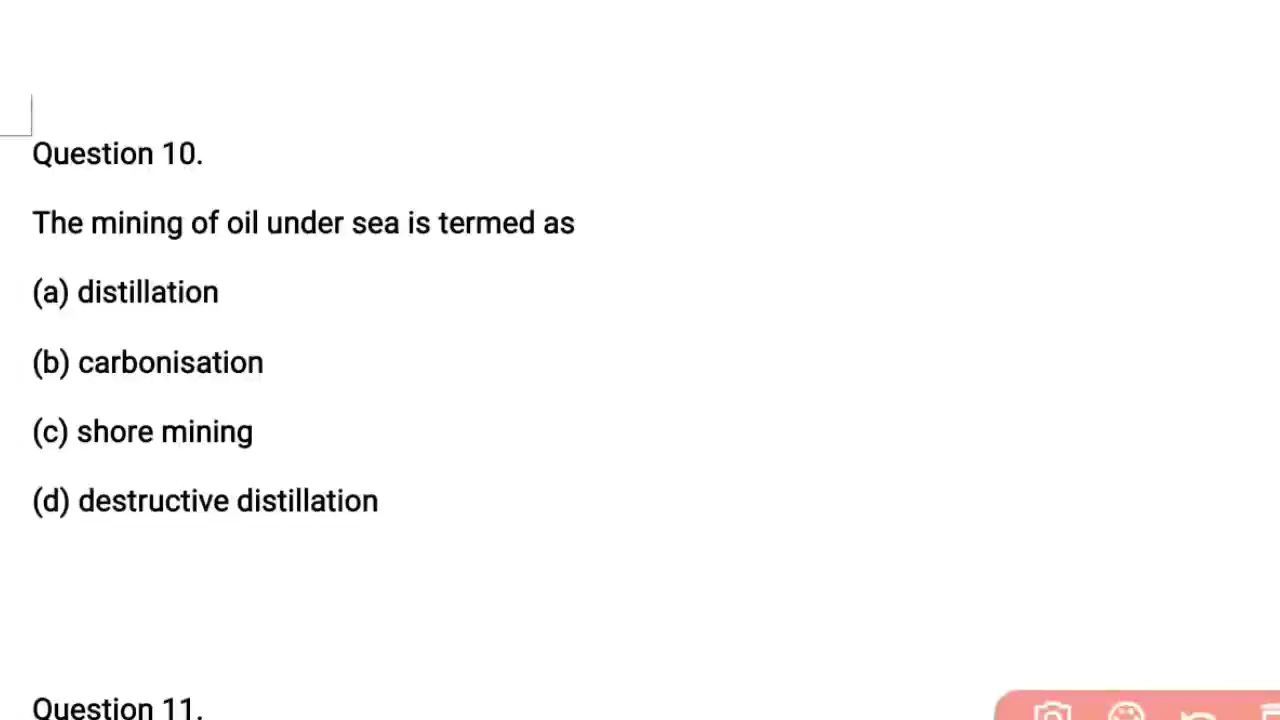 Question 10.
The mining of oil under sea is termed as
(a) distillation
(b) carbonisation
(c) shore mining
(d) destructive distillation
Question 11.